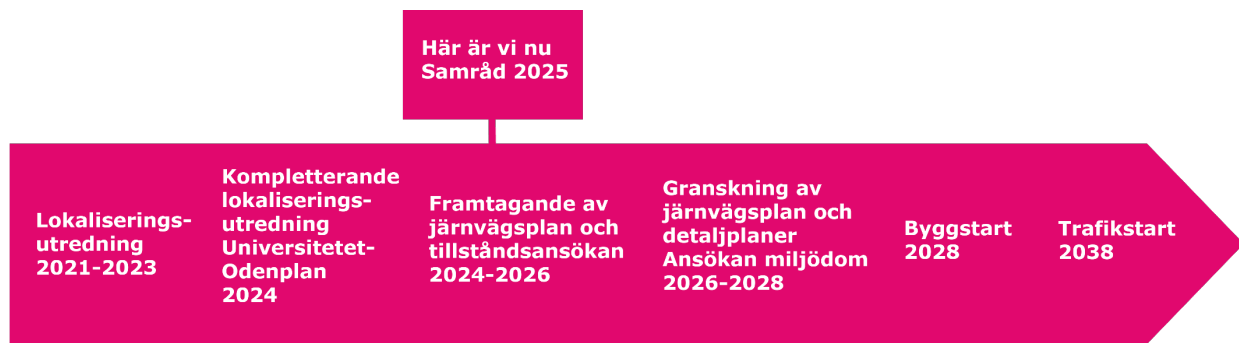 Här är vi nu
Samråd 2025
Lokaliserings-
utredning
2021-2023
Kompletterande
lokaliserings-
utredning
Universitetet-
Odenplan
2024
Framtagande av
järnvägsplan och
tillståndsansökan
2024-2026
Granskning av
järnvägsplan och
detaljplaner
Ansökan miljödom
2026-2028
Byggstart
2028
Trafikstart
2038